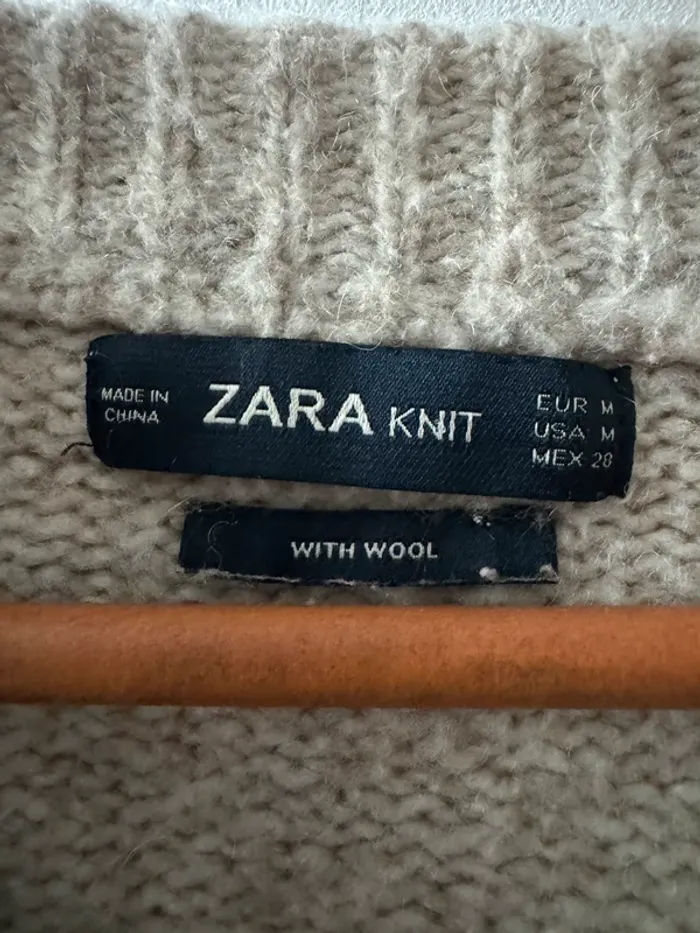 MADE IN
CHINA
ZARA KNIT
EUR M
USA M
MEX 28
WITH WOOL